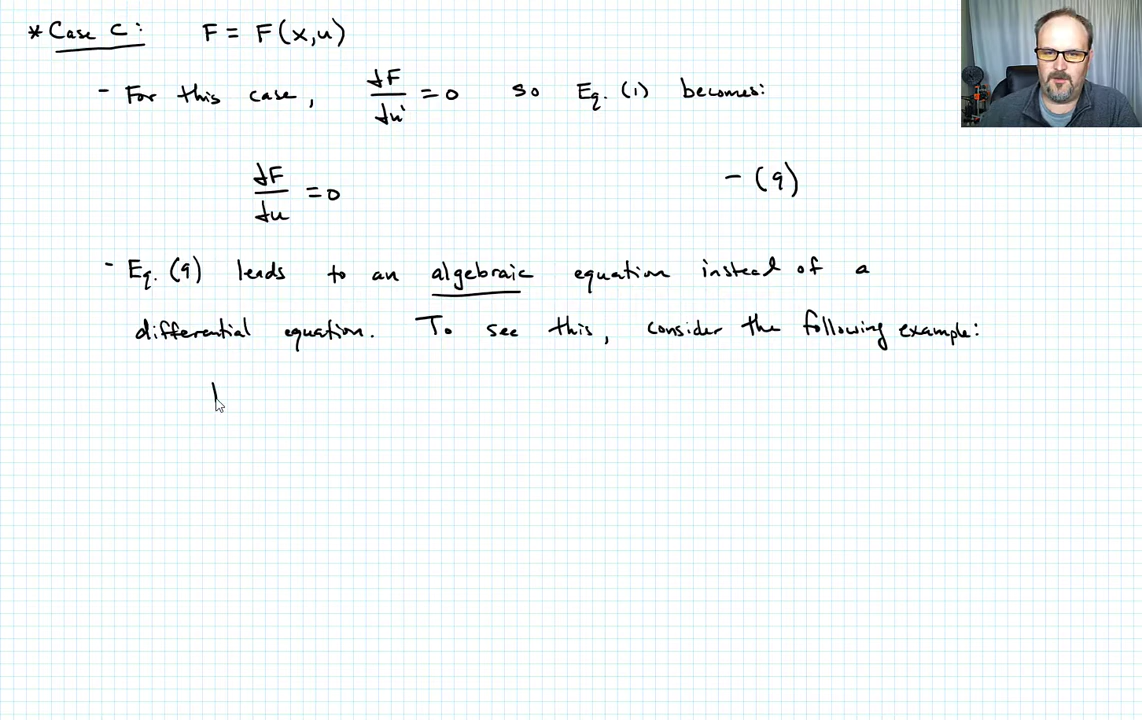 * Case C: F = F(x,u)
- For this case, ∂F/∂u' = 0 so Eq. (1) becomes:
∂F/∂u = 0 - (9)
- Eq. (9) leads to an algebraic equation instead of a
differential equation. To see this, consider the following example: